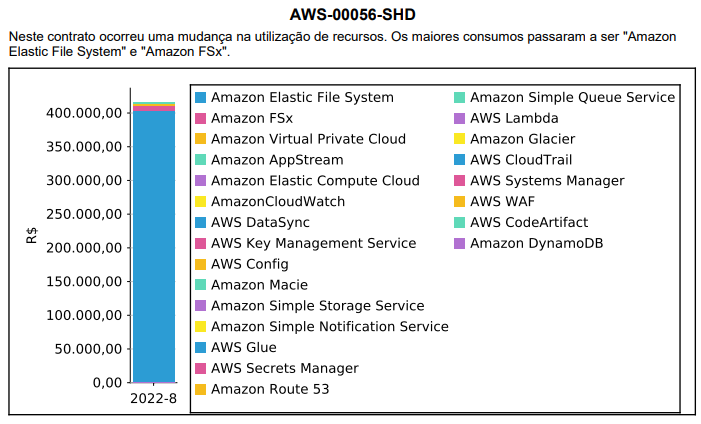 AWS-00056-SHD
Neste contrato ocorreu uma mudança na utilização de recursos. Os maiores consumos passaram a ser "Amazon
Elastic File System" e "Amazon FSx".
R$
400.000,00
350.000,00
300.000,00
250.000,00
200.000,00
150.000,00
100.000,00
50.000,00
0,00
2022-8
Amazon Elastic File System
Amazon FSx
Amazon Virtual Private Cloud
Amazon AppStream
Amazon Elastic Compute Cloud
AmazonCloudWatch
AWS DataSync
AWS Key Management Service
AWS Config
Amazon Macie
Amazon Simple Storage Service
Amazon Simple Notification Service
AWS Glue
AWS Secrets Manager
Amazon Route 53
Amazon Simple Queue Service
AWS Lambda
Amazon Glacier
AWS CloudTrail
AWS Systems Manager
AWS WAF
AWS CodeArtifact
Amazon DynamoDB